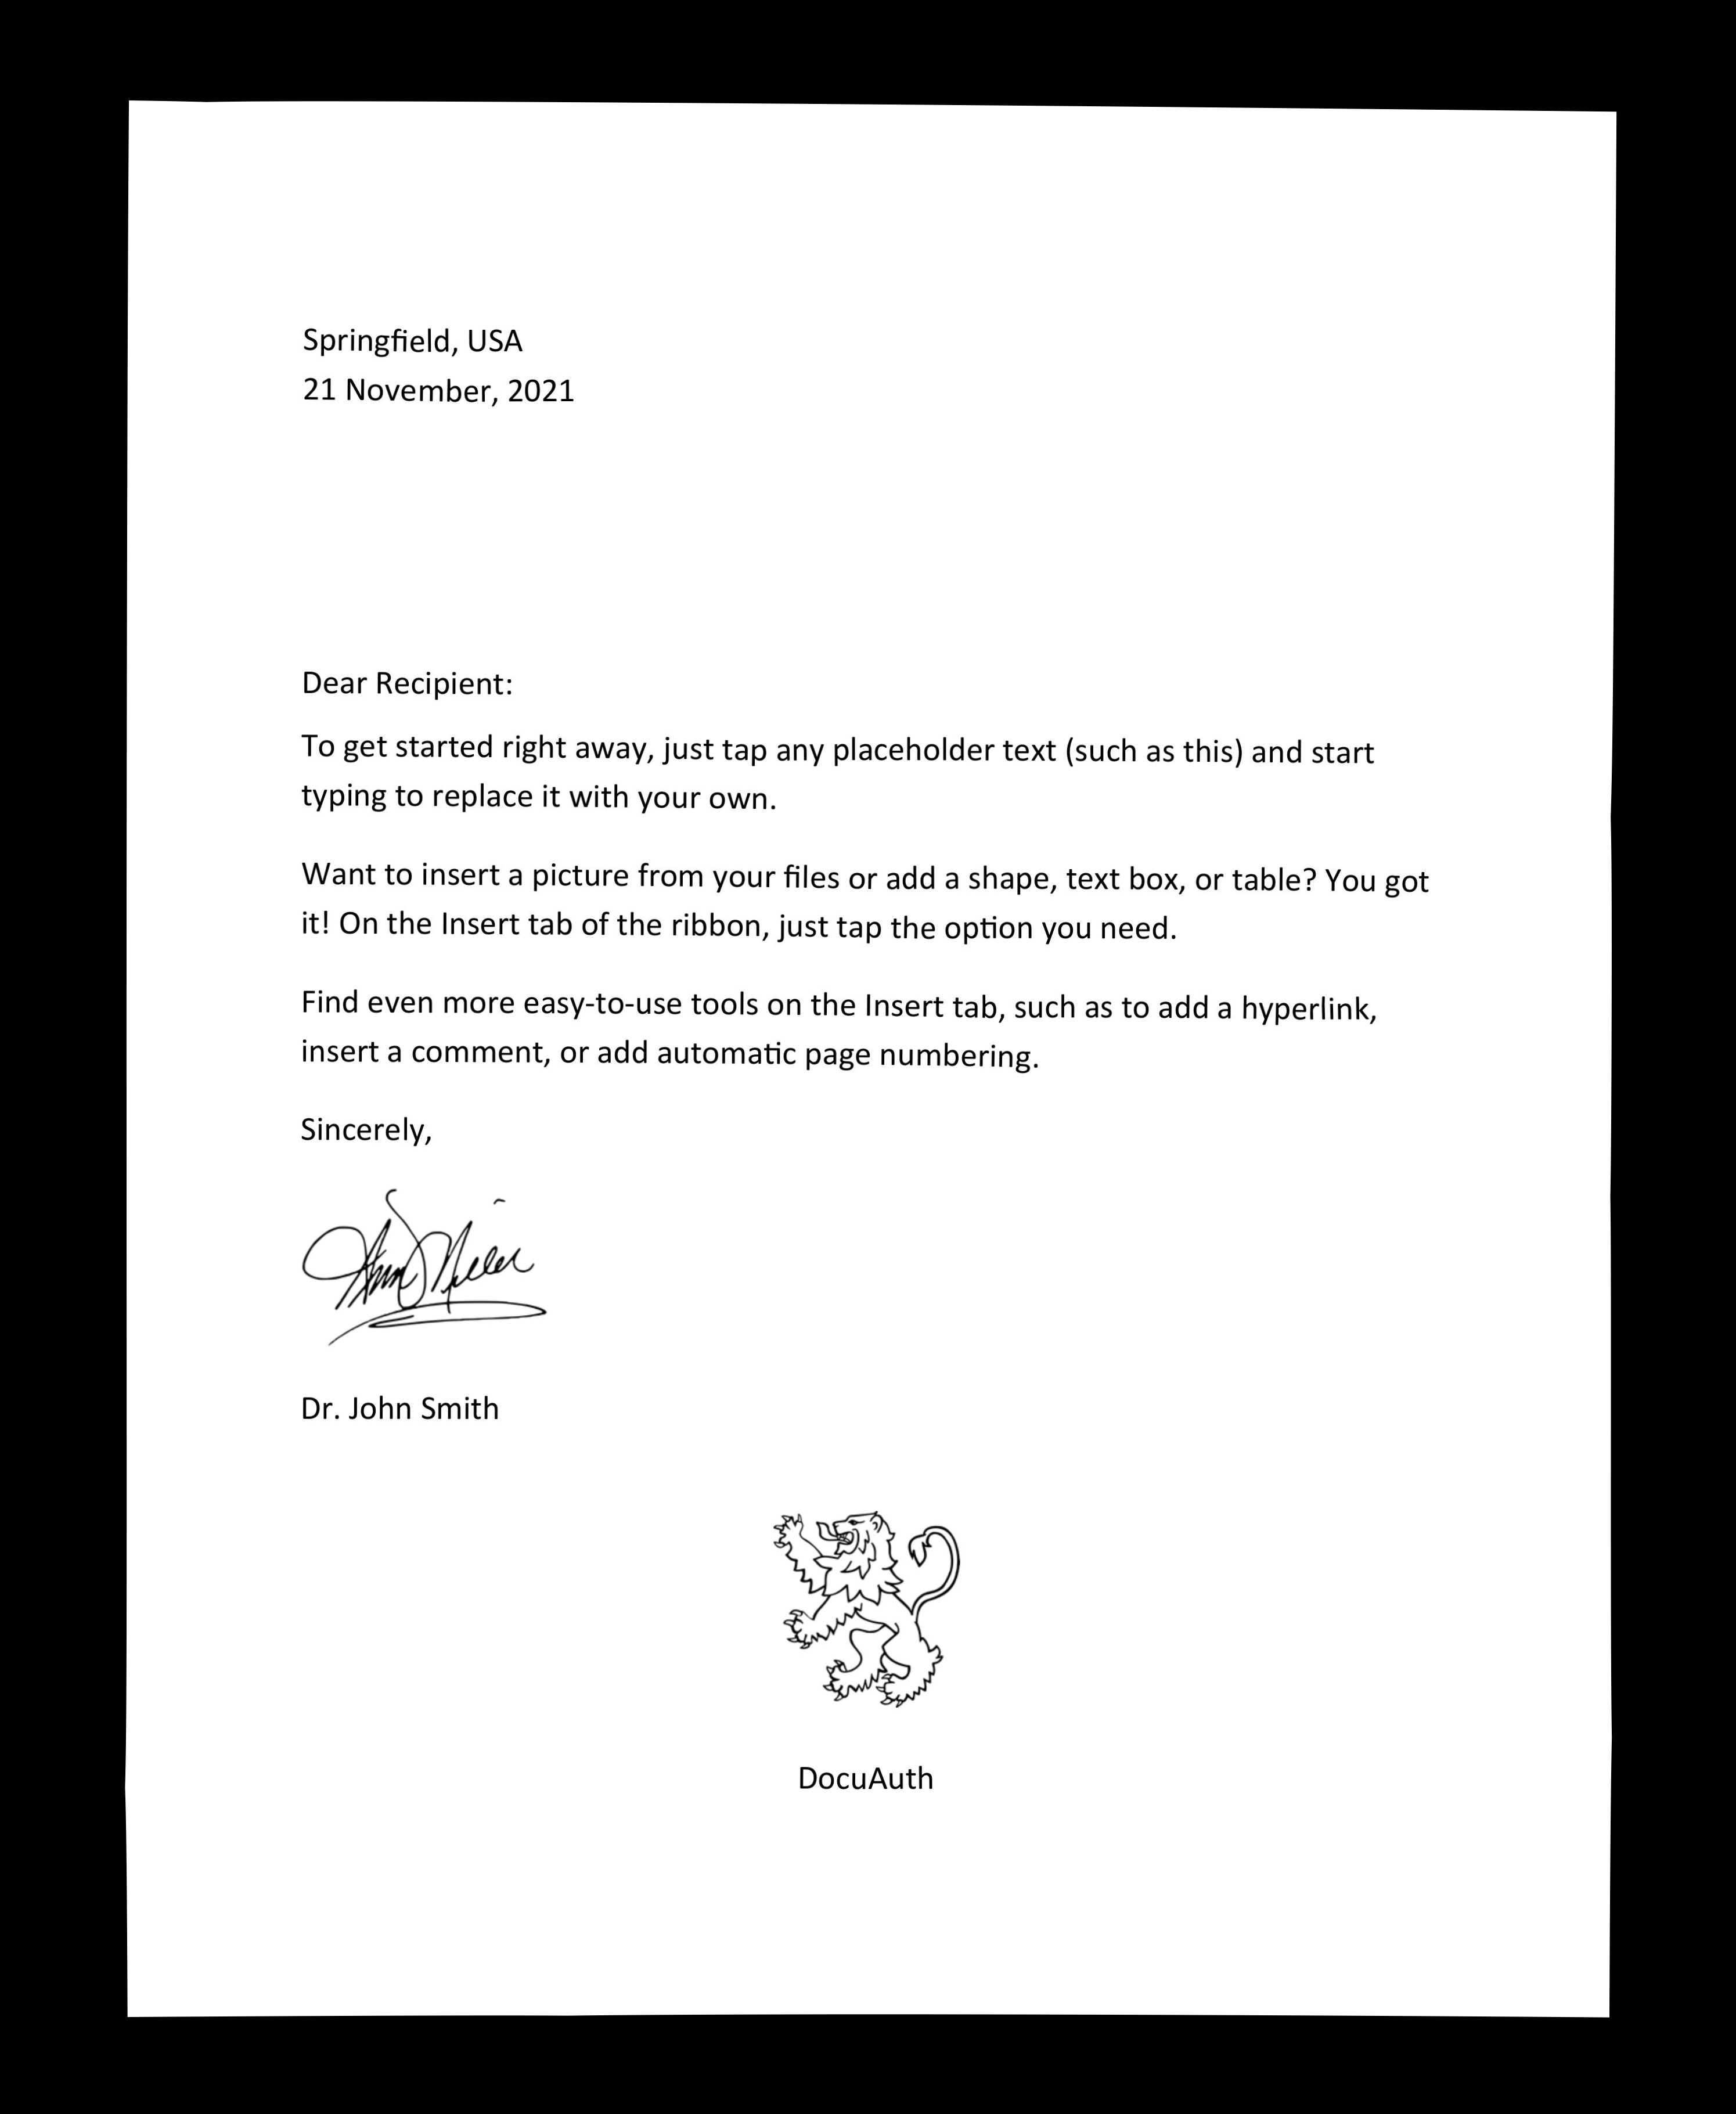 Springfield, USA
21 November, 2021
Dear Recipient:
To get started right away, just tap any placeholder text (such as this) and start
typing to replace it with your own.
Want to insert a picture from your files or add a shape, text box, or table? You got
it! On the Insert tab of the ribbon, just tap the option you need.
Find even more easy-to-use tools on the Insert tab, such as to add a hyperlink,
insert a comment, or add automatic page numbering.
Sincerely,
Dr. John Smith
DocuAuth